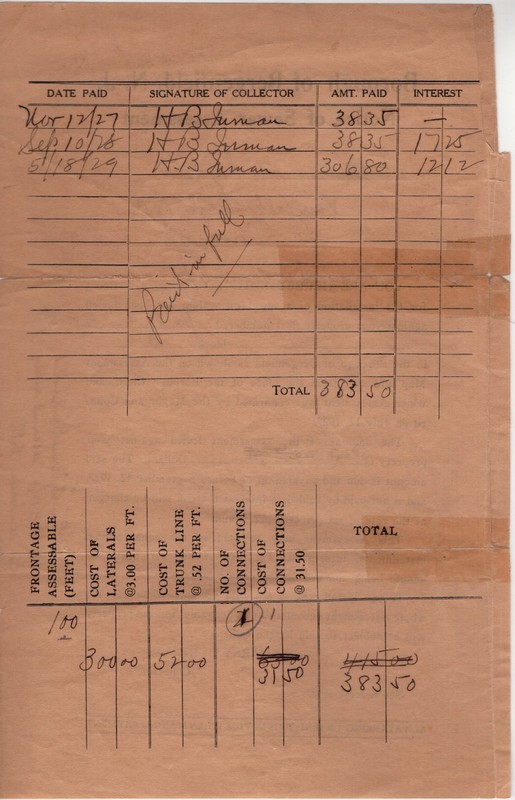 DATE PAID SIGNATURE OF COLLECTOR AMT. PAID INTEREST
Nov 12/27 H B Inman 38 35 —
Sep 10/28 H B Inman 38 35 17 25
5/18/29 H B Inman 306 80 12 12
Paid in full
TOTAL 383 50
FRONTAGE ASSESSABLE (FEET)
COST OF LATERALS @3.00 PER FT.
COST OF TRUNK LINE @ .52 PER FT.
NO. OF CONNECTIONS
COST OF CONNECTIONS @ 31.50
TOTAL
100 1 1
300 00 52 00 63 00 415 00
31 50 383 50